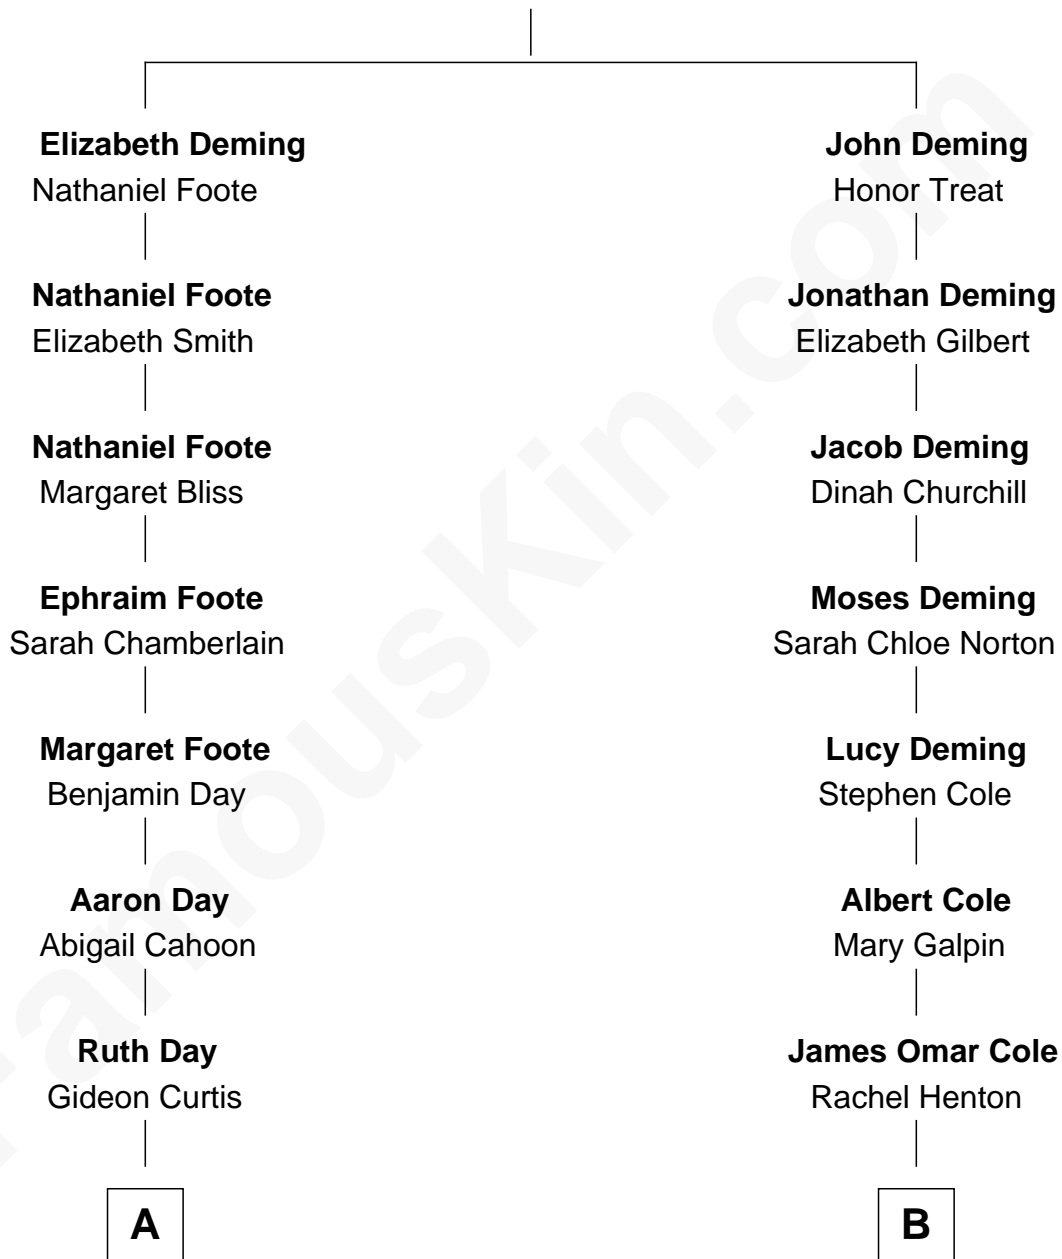 Elizabeth Deming
Nathaniel Foote
Nathaniel Foote
Elizabeth Smith
Nathaniel Foote
Margaret Bliss
Ephraim Foote
Sarah Chamberlain
Margaret Foote
Benjamin Day
Aaron Day
Abigail Cahoon
Ruth Day
Gideon Curtis
A
John Deming
Honor Treat
Jonathan Deming
Elizabeth Gilbert
Jacob Deming
Dinah Churchill
Moses Deming
Sarah Chloe Norton
Lucy Deming
Stephen Cole
Albert Cole
Mary Galpin
James Omar Cole
Rachel Henton
B
FamousKin.com